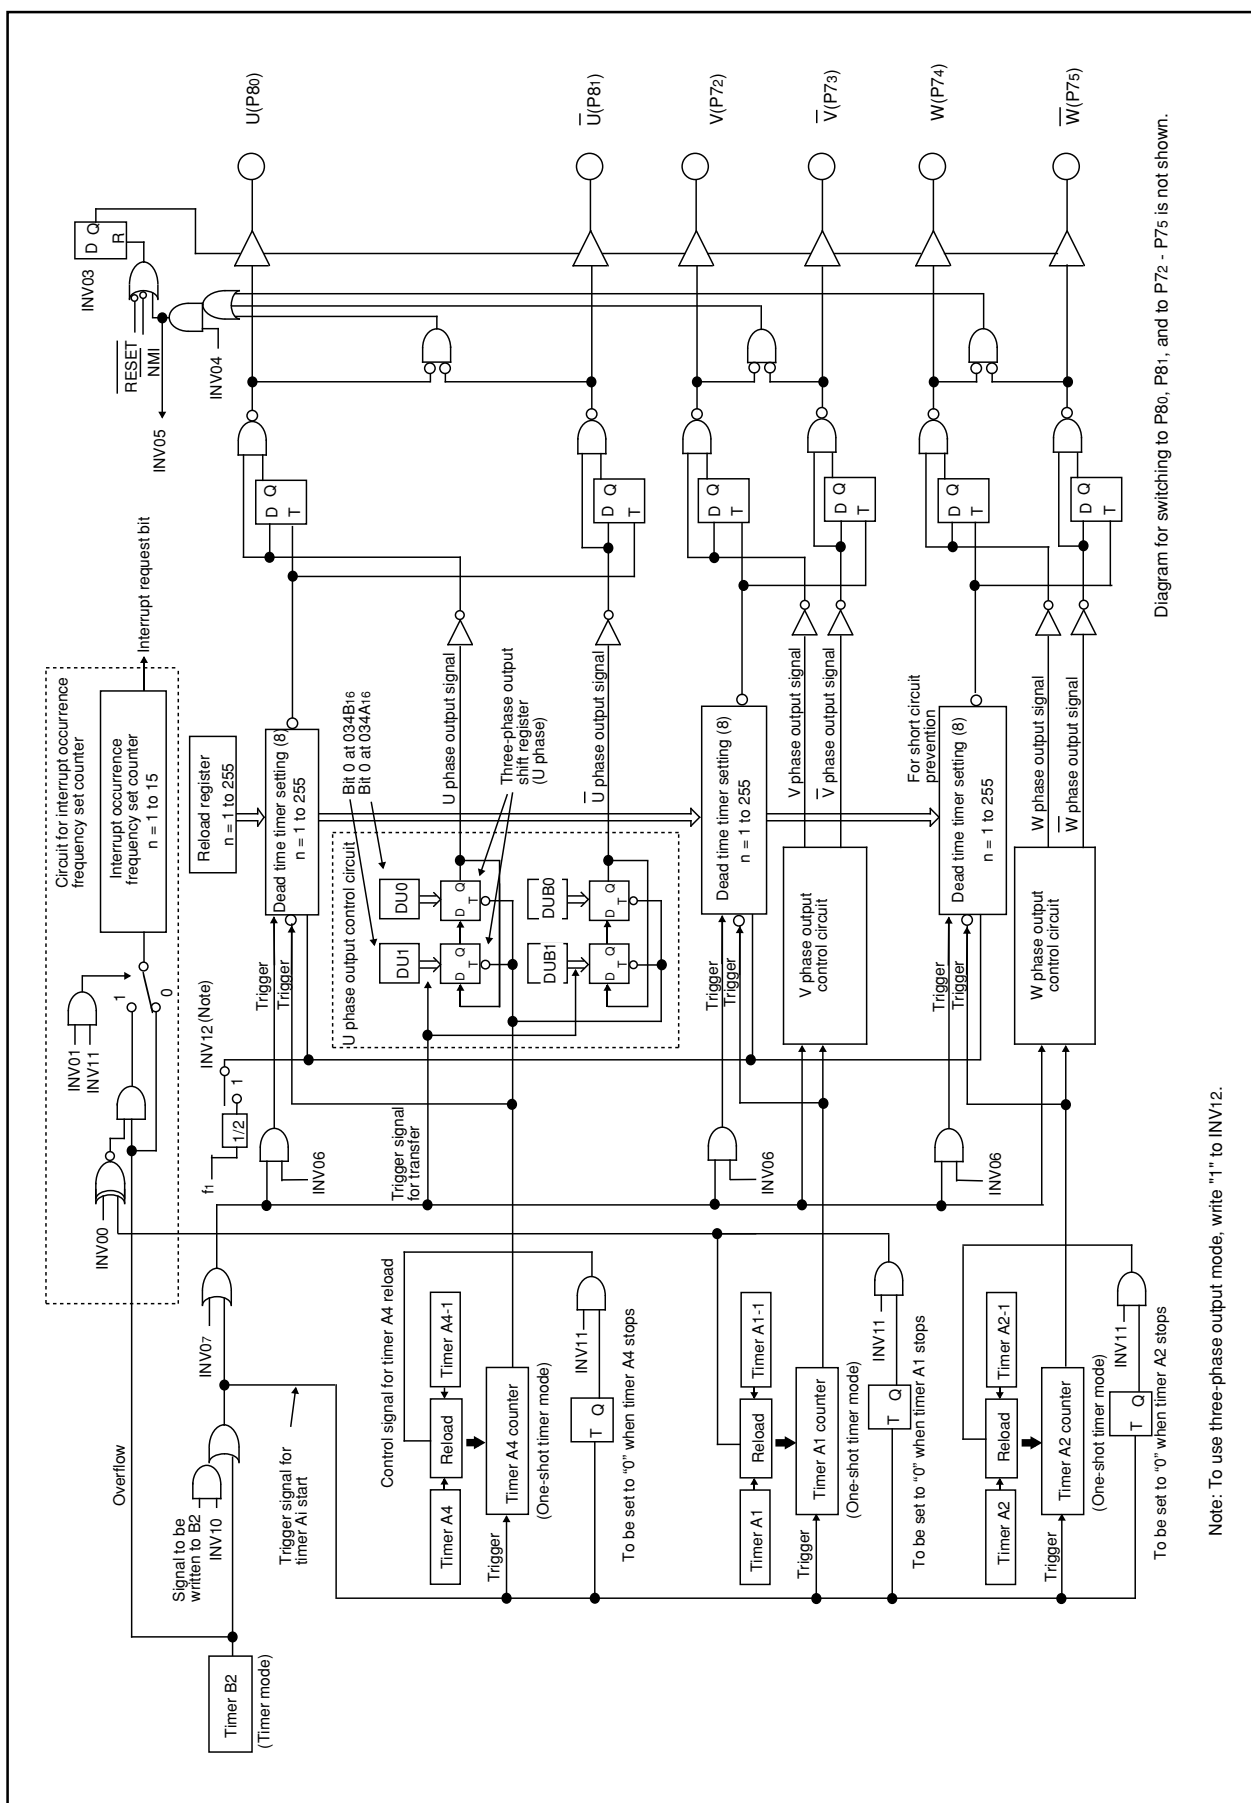 Timer B2
(Timer mode)
Overflow
Signal to be
written to B2
INV10
Trigger signal for
timer Ai start
INV07
Circuit for interrupt occurrence
frequency set counter
INV00
INV01
INV11
1
0
Interrupt occurrence
frequency set counter
n = 1 to 15
Interrupt request bit
f1
1/2
1
INV12 (Note)
Reload register
n = 1 to 255
INV06
Trigger
Trigger
Dead time timer setting (8)
n = 1 to 255
Trigger signal
for transfer
U phase output control circuit
DU1
DU0
D Q
T
D Q
T
DUB1
DUB0
D Q
T
D Q
T
Bit 0 at 034B16
Bit 0 at 034A16
Three-phase output
shift register
(U phase)
U phase output signal
U̅ phase output signal
D Q
T
D Q
T
R̅E̅S̅E̅T̅
N̅M̅I̅
INV05
INV04
INV03
D Q
R
U(P80)
U̅(P81)
Control signal for timer A4 reload
Timer A4
Reload
Timer A4-1
Trigger
Timer A4 counter
(One-shot timer mode)
T Q
INV11
To be set to “0” when timer A4 stops
Timer A1
Reload
Timer A1-1
Trigger
Timer A1 counter
(One-shot timer mode)
T Q
INV11
To be set to “0” when timer A1 stops
INV06
Trigger
Trigger
Dead time timer setting (8)
n = 1 to 255
V phase output
control circuit
V phase output signal
V̅ phase output signal
D Q
T
D Q
T
V(P72)
V̅(P73)
Timer A2
Reload
Timer A2-1
Trigger
Timer A2 counter
(One-shot timer mode)
T Q
INV11
To be set to “0” when timer A2 stops
INV06
Trigger
Trigger
For short circuit
prevention
Dead time timer setting (8)
n = 1 to 255
W phase output
control circuit
W phase output signal
W̅ phase output signal
D Q
T
D Q
T
W(P74)
W̅(P75)
Diagram for switching to P80, P81, and to P72 - P75 is not shown.
Note: To use three-phase output mode, write "1" to INV12.